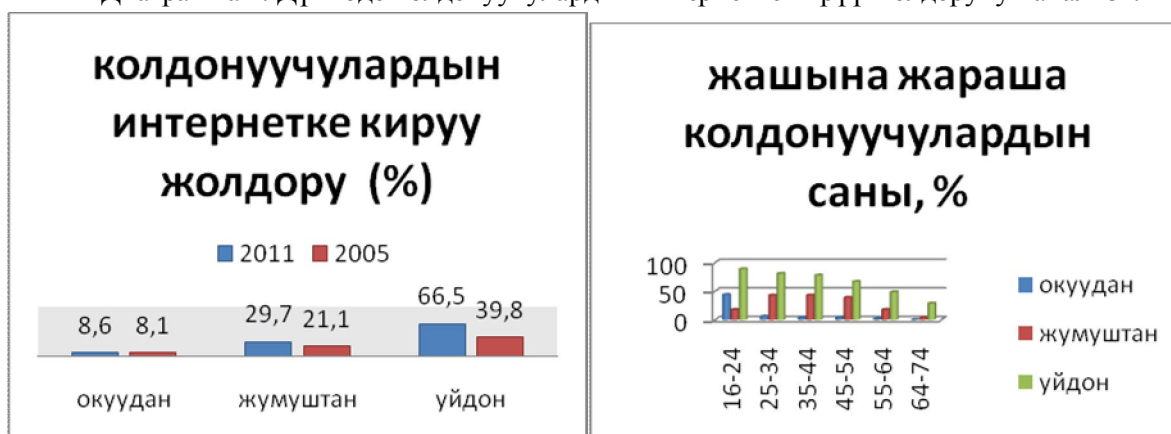 колдонуучулардын
интернетке кируу
жолдору (%)
2011 2005
8,6 8,1 29,7 21,1 66,5 39,8
окуудан жумуштан уйдон
жашына жараша
колдонуучулардын
саны, %
100
50
0
16-24 25-34 35-44 45-54 55-64 64-74
окуудан
жумуштан
уйдон